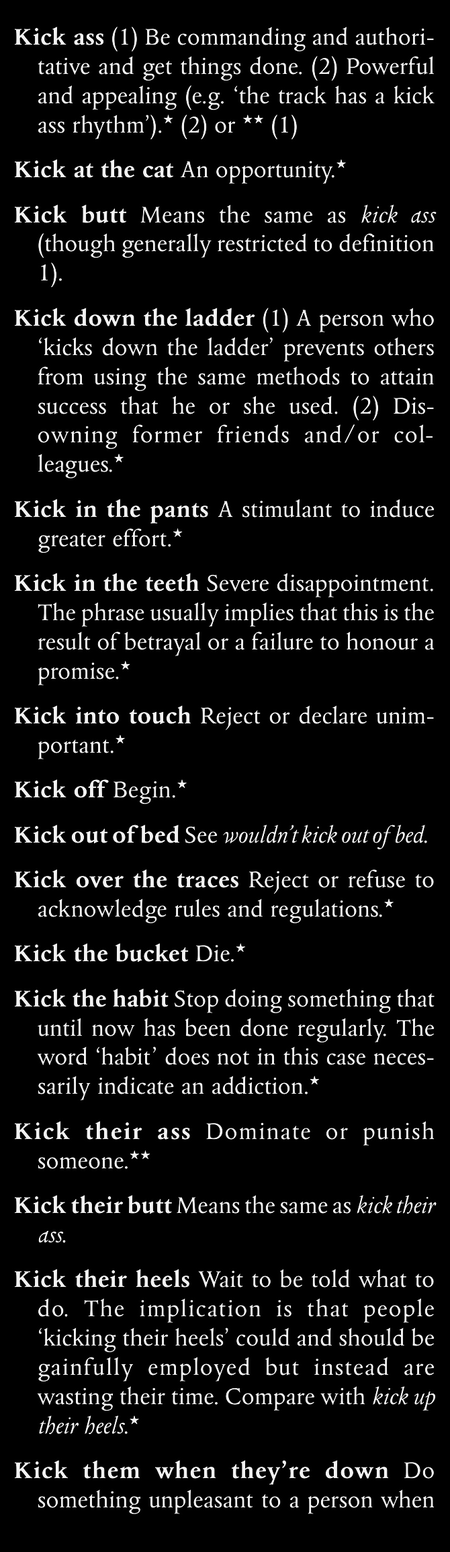 Kick ass (1) Be commanding and authori-
tative and get things done. (2) Powerful
and appealing (e.g. ‘the track has a kick
ass rhythm’).★ (2) or ★★ (1)
Kick at the cat An opportunity.★
Kick butt Means the same as kick ass
(though generally restricted to definition
1).
Kick down the ladder (1) A person who
‘kicks down the ladder’ prevents others
from using the same methods to attain
success that he or she used. (2) Dis-
owning former friends and/or col-
leagues.★
Kick in the pants A stimulant to induce
greater effort.★
Kick in the teeth Severe disappointment.
The phrase usually implies that this is the
result of betrayal or a failure to honour a
promise.★
Kick into touch Reject or declare unim-
portant.★
Kick off Begin.★
Kick out of bed See wouldn’t kick out of bed.
Kick over the traces Reject or refuse to
acknowledge rules and regulations.★
Kick the bucket Die.★
Kick the habit Stop doing something that
until now has been done regularly. The
word ‘habit’ does not in this case neces-
sarily indicate an addiction.★
Kick their ass Dominate or punish
someone.★★
Kick their butt Means the same as kick their
ass.
Kick their heels Wait to be told what to
do. The implication is that people
‘kicking their heels’ could and should be
gainfully employed but instead are
wasting their time. Compare with kick up
their heels.★
Kick them when they’re down Do
something unpleasant to a person when